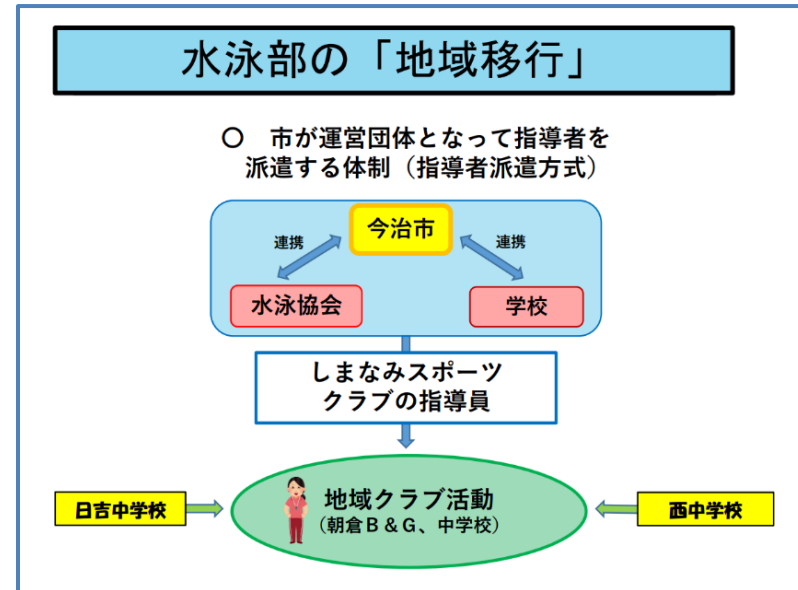 水泳部の「地域移行」
〇　市が運営団体となって指導者を
派遣する体制（指導者派遣方式）
今治市
連携
連携
水泳協会
学校
しまなみスポーツ
クラブの指導員
地域クラブ活動
（朝倉Ｂ＆Ｇ、中学校）
日吉中学校
西中学校